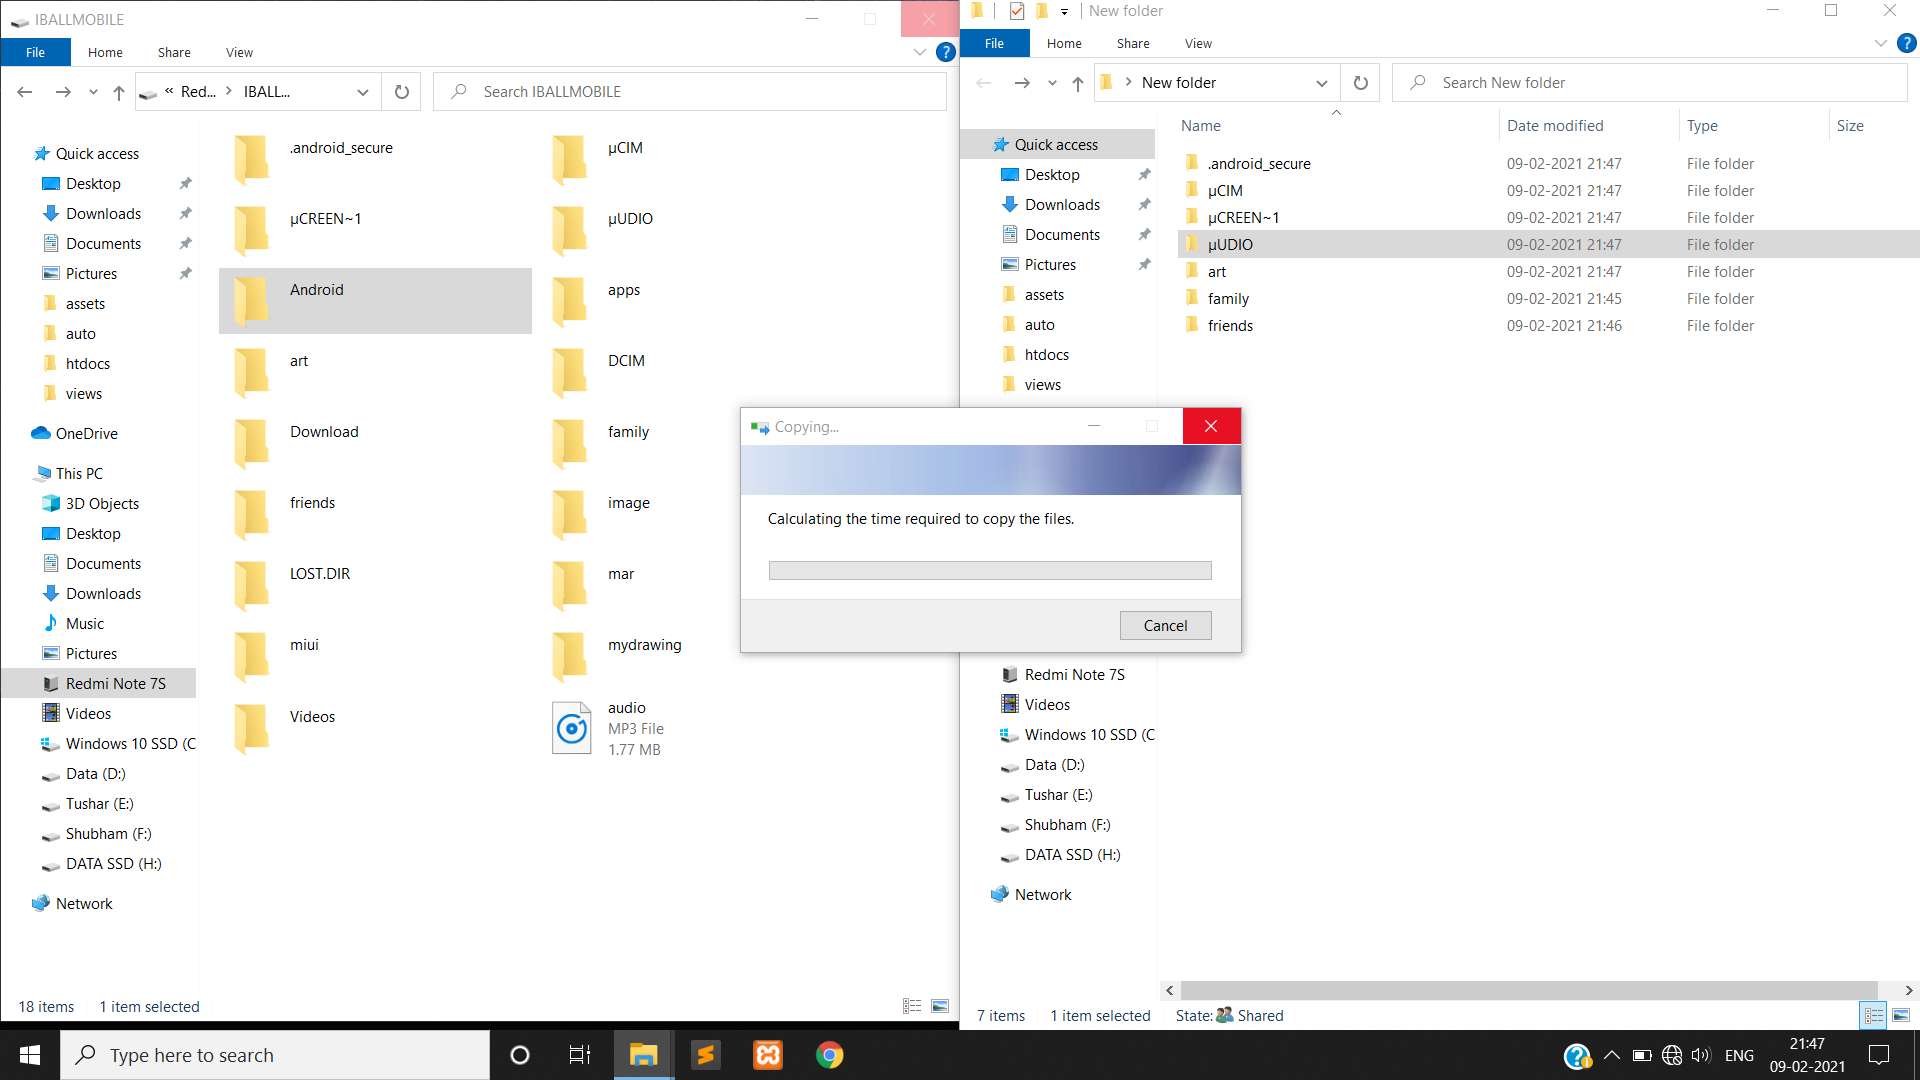 IBALLMOBILE
File Home Share View
« Red... IBALL...
Search IBALLMOBILE
Quick access
Desktop
Downloads
Documents
Pictures
assets
auto
htdocs
views
OneDrive
This PC
3D Objects
Desktop
Documents
Downloads
Music
Pictures
Redmi Note 7S
Videos
Windows 10 SSD (C
Data (D:)
Tushar (E:)
Shubham (F:)
DATA SSD (H:)
Network
.android_secure
µCIM
µCREEN~1
µUDIO
Android
apps
art
DCIM
Download
family
friends
image
LOST.DIR
mar
miui
mydrawing
Videos
audio
MP3 File
1.77 MB
18 items 1 item selected
New folder
File Home Share View
New folder
Search New folder
Quick access
Desktop
Downloads
Documents
Pictures
assets
auto
htdocs
views
Redmi Note 7S
Videos
Windows 10 SSD (C
Data (D:)
Tushar (E:)
Shubham (F:)
DATA SSD (H:)
Network
Name Date modified Type Size
.android_secure 09-02-2021 21:47 File folder
µCIM 09-02-2021 21:47 File folder
µCREEN~1 09-02-2021 21:47 File folder
µUDIO 09-02-2021 21:47 File folder
art 09-02-2021 21:47 File folder
family 09-02-2021 21:45 File folder
friends 09-02-2021 21:46 File folder
7 items 1 item selected State: Shared
Copying...
Calculating the time required to copy the files.
Cancel
Type here to search
ENG
21:47
09-02-2021